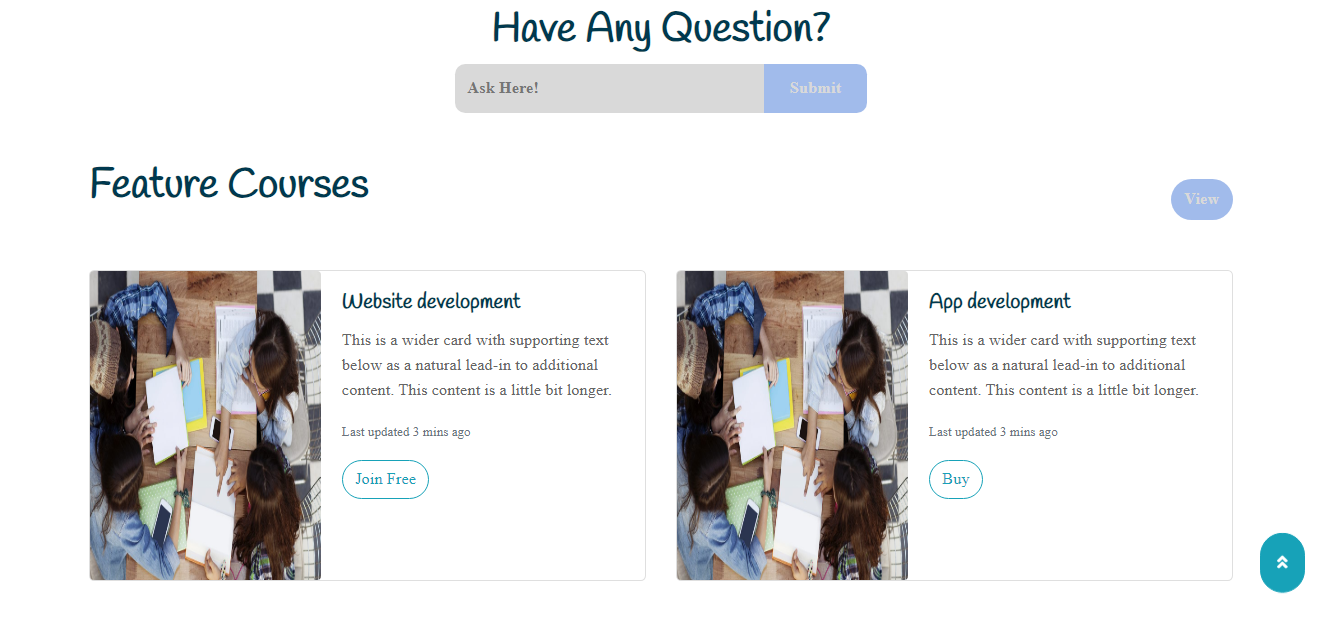 Have Any Question?
Ask Here!
Submit
Feature Courses
View
Website development
This is a wider card with supporting text
below as a natural lead-in to additional
content. This content is a little bit longer.
Last updated 3 mins ago
Join Free
App development
This is a wider card with supporting text
below as a natural lead-in to additional
content. This content is a little bit longer.
Last updated 3 mins ago
Buy